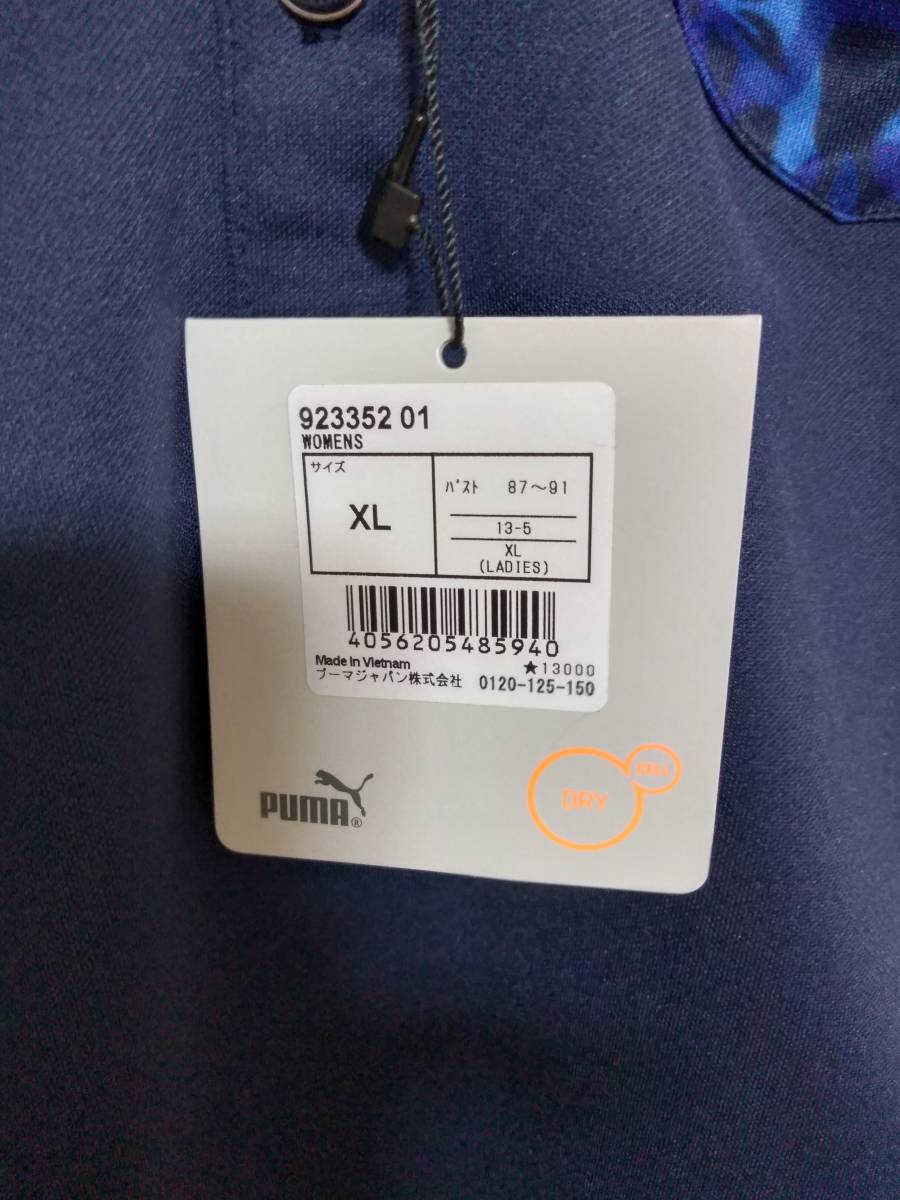 923352 01
WOMENS
サイズ
XL
ﾊﾞｽﾄ 87～91
13-5
XL
(LADIES)
4056205485940
Made in Vietnam
★13000
プーマジャパン株式会社 0120-125-150
PUMA®
DRY
CELL